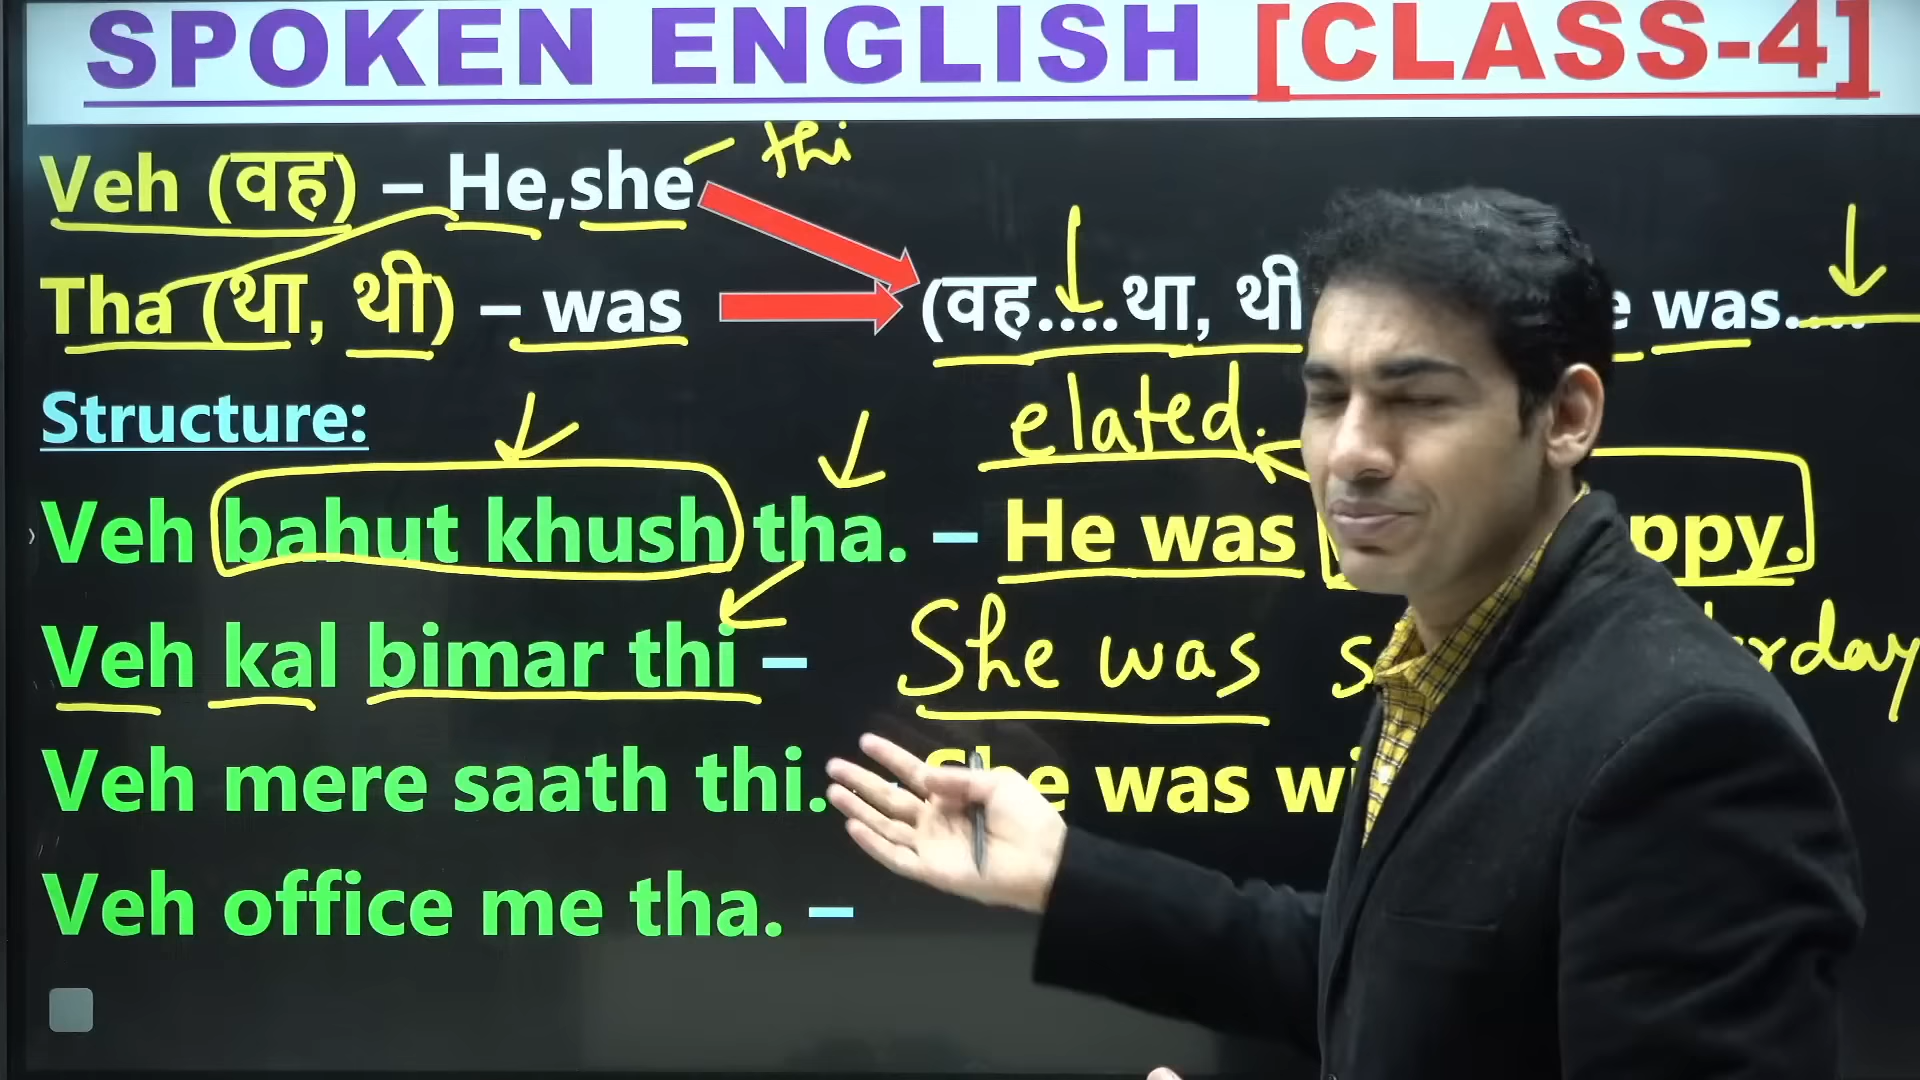 SPOKEN ENGLISH [CLASS-4]
Veh (वह) – He,she – thi
Tha (था, थी) – was (वह....था, थी was.....
Structure:
elated.
Veh bahut khush tha. – He was ppy.
Veh kal bimar thi – She was
Veh mere saath thi. She was
Veh office me tha. –